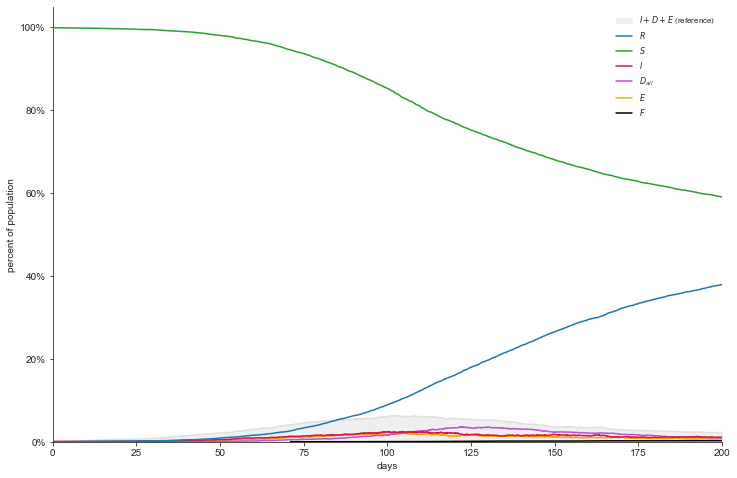 100%
80%
60%
40%
20%
0%
percent of population
0 25 50 75 100 125 150 175 200
days
I + D + E (reference)
R
S
I
D_all
E
F